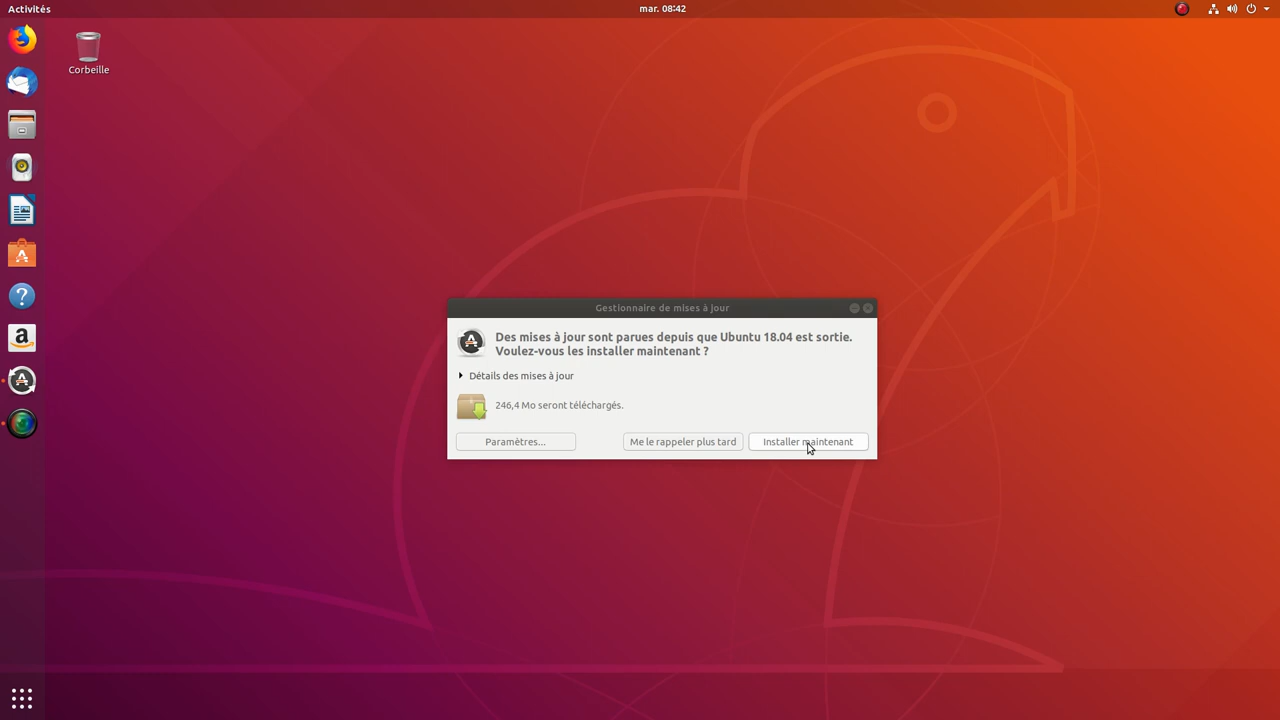 Activités
mar. 08:42
Corbeille
Gestionnaire de mises à jour
Des mises à jour sont parues depuis que Ubuntu 18.04 est sortie.
Voulez-vous les installer maintenant ?
Détails des mises à jour
246,4 Mo seront téléchargés.
Paramètres...
Me le rappeler plus tard
Installer maintenant